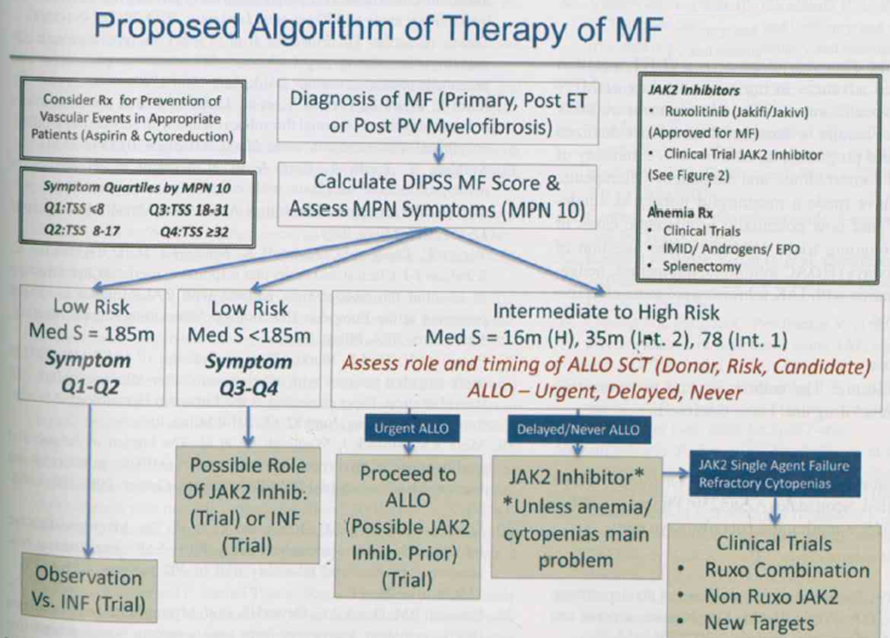 Proposed Algorithm of Therapy of MF
Consider Rx for Prevention of
Vascular Events in Appropriate
Patients (Aspirin & Cytoreduction)
Symptom Quartiles by MPN 10
Q1:TSS <8 Q3:TSS 18-31
Q2:TSS 8-17 Q4:TSS ≥32
Diagnosis of MF (Primary, Post ET
or Post PV Myelofibrosis)
Calculate DIPSS MF Score &
Assess MPN Symptoms (MPN 10)
JAK2 Inhibitors
• Ruxolitinib (Jakifi/Jakivi)
(Approved for MF)
• Clinical Trial JAK2 Inhibitor
(See Figure 2)
Anemia Rx
• Clinical Trials
• IMID/ Androgens/ EPO
• Splenectomy
Low Risk
Med S = 185m
Symptom
Q1-Q2
Low Risk
Med S <185m
Symptom
Q3-Q4
Intermediate to High Risk
Med S = 16m (H), 35m (Int. 2), 78 (Int. 1)
Assess role and timing of ALLO SCT (Donor, Risk, Candidate)
ALLO – Urgent, Delayed, Never
Urgent ALLO
Delayed/Never ALLO
JAK2 Single Agent Failure
Refractory Cytopenias
Observation
Vs. INF (Trial)
Possible Role
Of JAK2 Inhib.
(Trial) or INF
(Trial)
Proceed to
ALLO
(Possible JAK2
Inhib. Prior)
(Trial)
JAK2 Inhibitor*
*Unless anemia/
cytopenias main
problem
Clinical Trials
• Ruxo Combination
• Non Ruxo JAK2
• New Targets